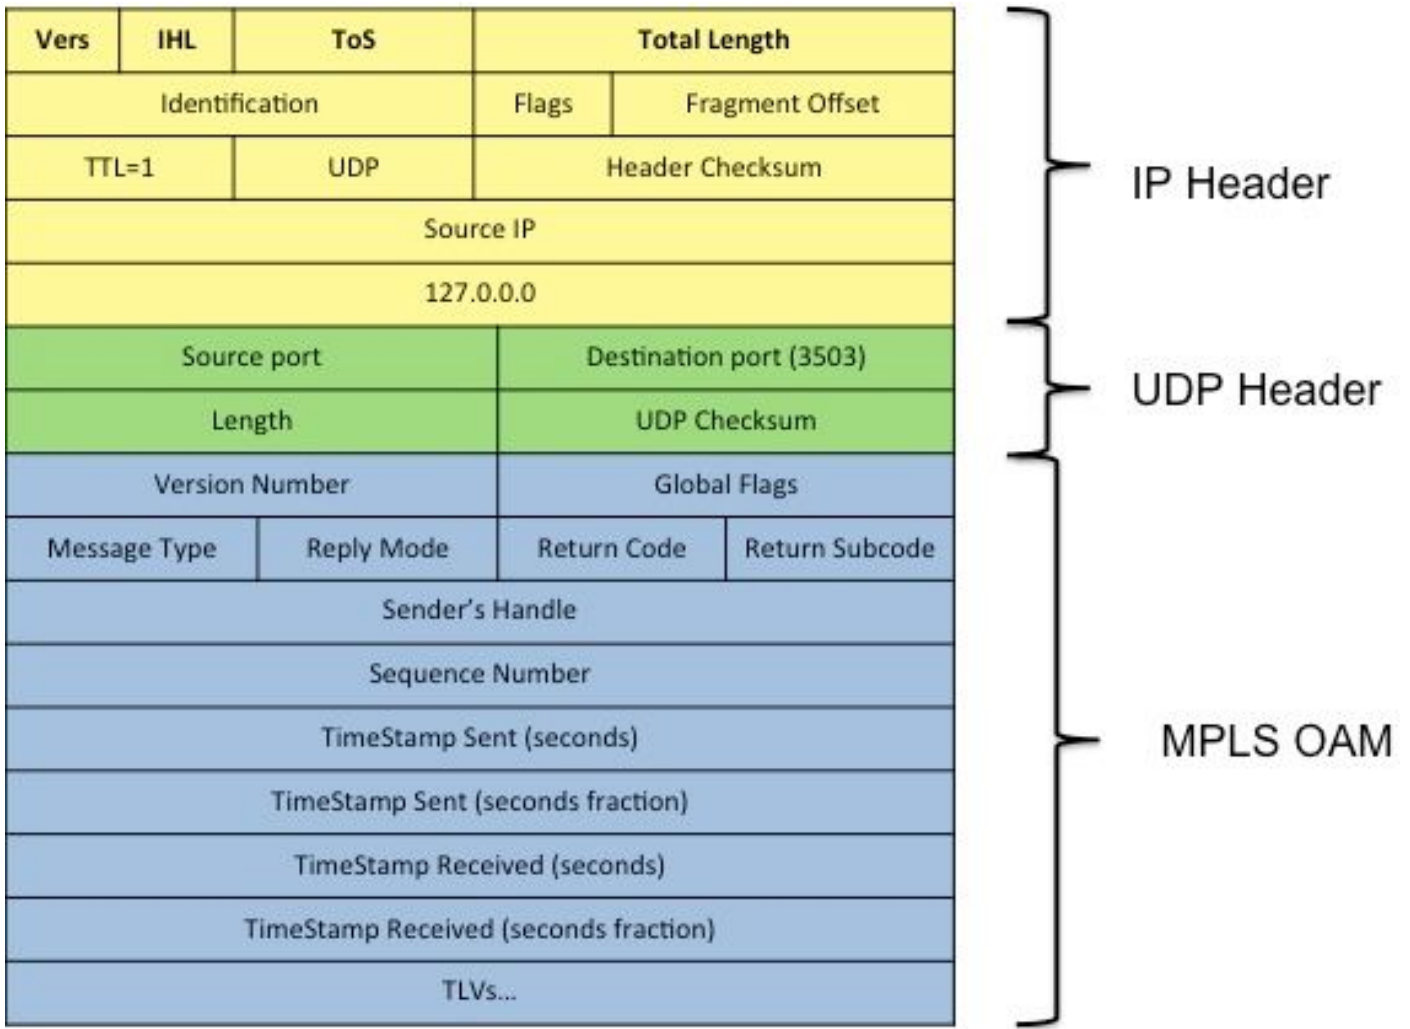 Vers IHL ToS Total Length
Identification Flags Fragment Offset
TTL=1 UDP Header Checksum
Source IP
127.0.0.0
IP Header
Source port Destination port (3503)
Length UDP Checksum
UDP Header
Version Number Global Flags
Message Type Reply Mode Return Code Return Subcode
Sender’s Handle
Sequence Number
TimeStamp Sent (seconds)
TimeStamp Sent (seconds fraction)
TimeStamp Received (seconds)
TimeStamp Received (seconds fraction)
TLVs...
MPLS OAM